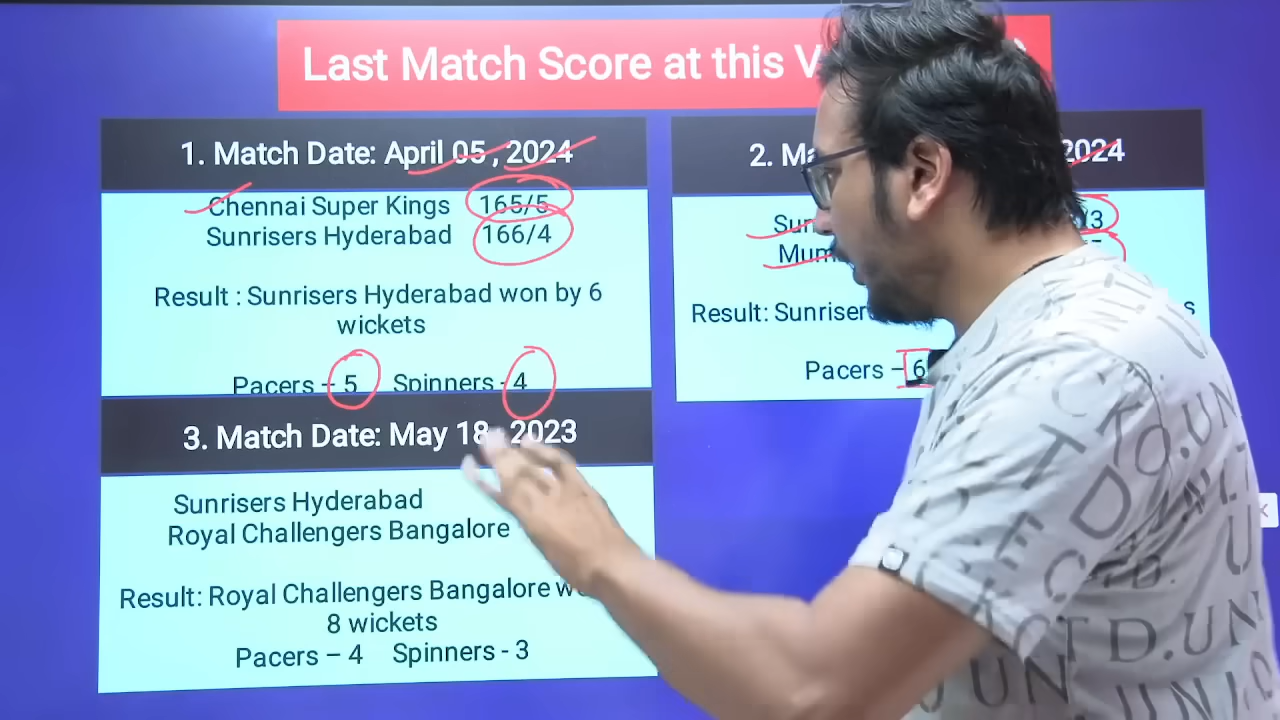 Last Match Score at this
1. Match Date: April 05, 2024
Chennai Super Kings 165/5
Sunrisers Hyderabad 166/4
Result : Sunrisers Hyderabad won by 6
wickets
Pacers – 5 Spinners - 4
2. 2024
Result:
Pacers – 6
3. Match Date: May 18, 2023
Sunrisers Hyderabad
Royal Challengers Bangalore
Result: Royal Challengers Bangalore
8 wickets
Pacers – 4 Spinners - 3